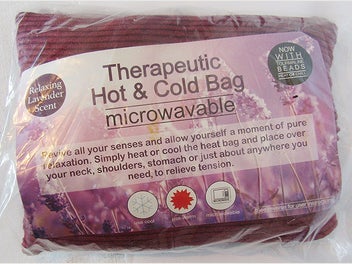 Relaxing
Lavender
Scent
Therapeutic
Hot & Cold Bag
microwavable
NOW
WITH
BEADS
Revive all your senses and allow yourself a moment of pure
relaxation. Simply heat or cool the heat bag and place over
your neck, shoulders, stomach or just about anywhere you
need, to relieve tension.